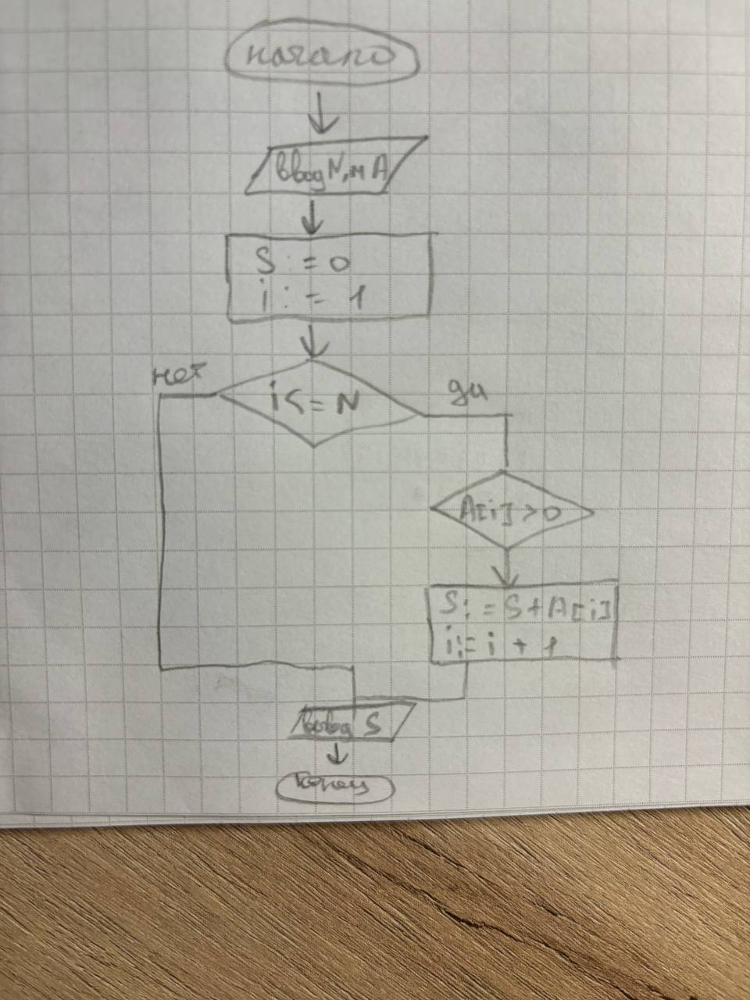 начало
ввод N, м A
S := 0
i := 1
нет
i <= N
да
A[i] > 0
S := S + A[i]
i := i + 1
вывод S
конец